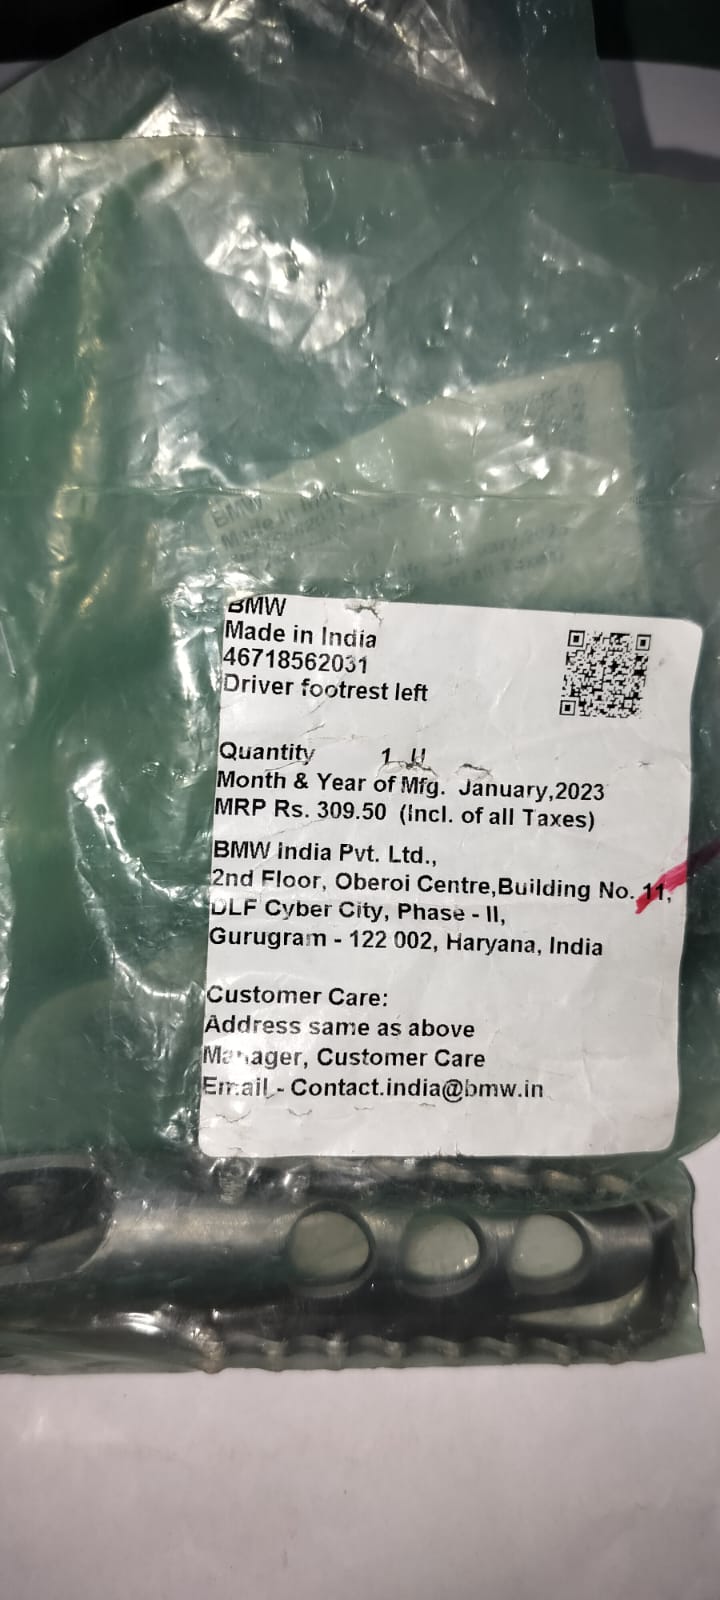 BMW
Made in India
46718562031
Driver footrest left
Quantity 1 U
Month & Year of Mfg. January,2023
MRP Rs. 309.50 (Incl. of all Taxes)
BMW India Pvt. Ltd.,
2nd Floor, Oberoi Centre,Building No. 11,
DLF Cyber City, Phase - II,
Gurugram - 122 002, Haryana, India
Customer Care:
Address same as above
Manager, Customer Care
Email - Contact.india@bmw.in